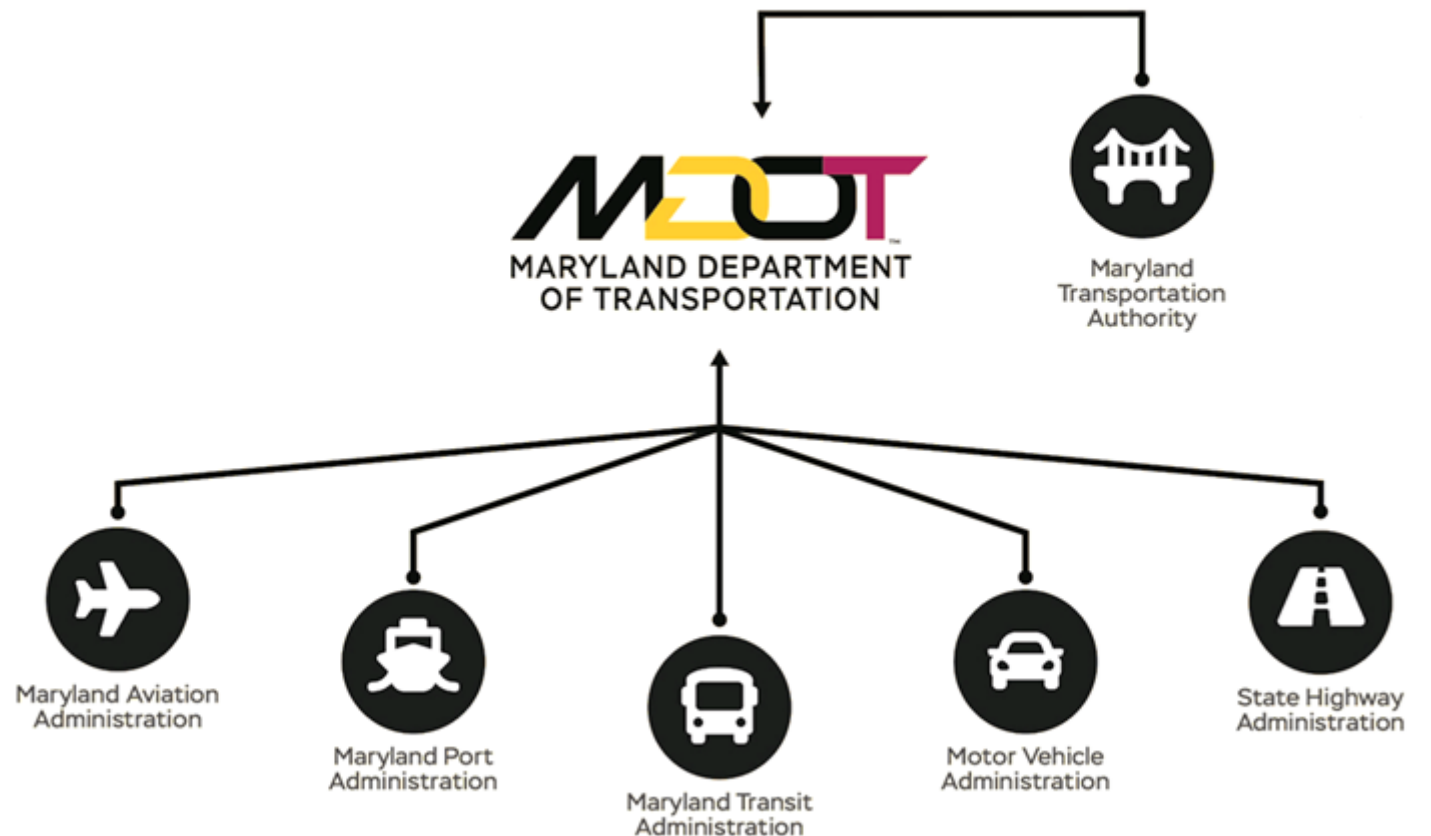 MDOT™
MARYLAND DEPARTMENT
OF TRANSPORTATION
Maryland
Transportation
Authority
Maryland Aviation
Administration
Maryland Port
Administration
Maryland Transit
Administration
Motor Vehicle
Administration
State Highway
Administration